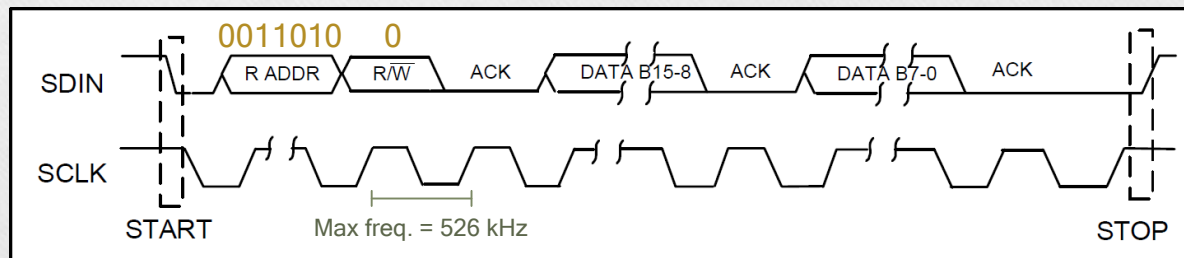 0011010 0
SDIN R ADDR R/W̅ ACK DATA B15-8 ACK DATA B7-0 ACK
SCLK
START Max freq. = 526 kHz STOP